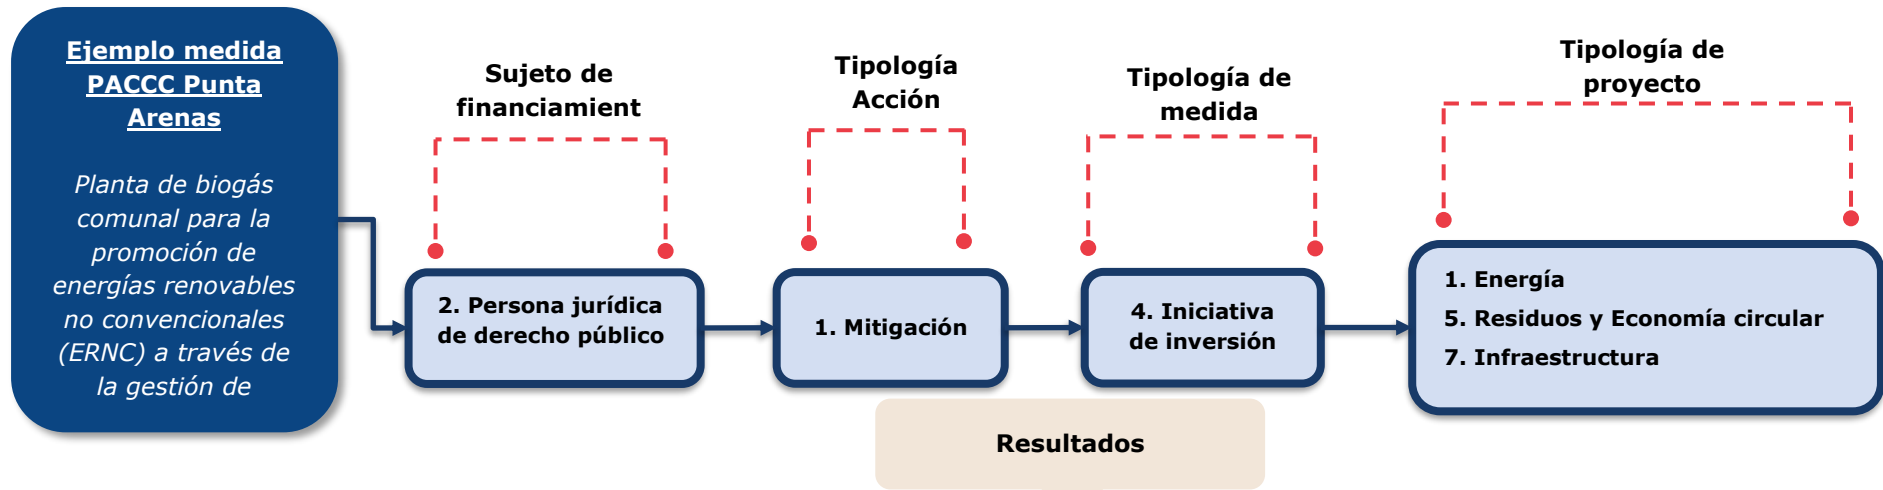 Ejemplo medida
PACCC Punta
Arenas
Planta de biogás
comunal para la
promoción de
energías renovables
no convencionales
(ERNC) a través de
la gestión de
Sujeto de
financiamient
2. Persona jurídica
de derecho público
Tipología
Acción
1. Mitigación
Tipología de
medida
4. Iniciativa
de inversión
Tipología de
proyecto
1. Energía
5. Residuos y Economía circular
7. Infraestructura
Resultados